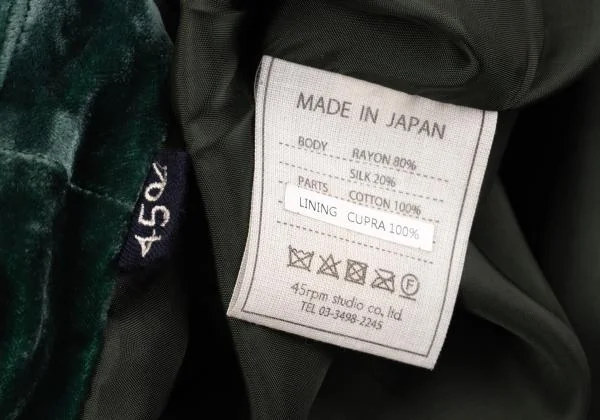 MADE IN JAPAN
BODY RAYON 80%
SILK 20%
PARTS COTTON 100%
LINING CUPRA 100%
F
45rpm studio co., ltd.
TEL 03-3498-2245